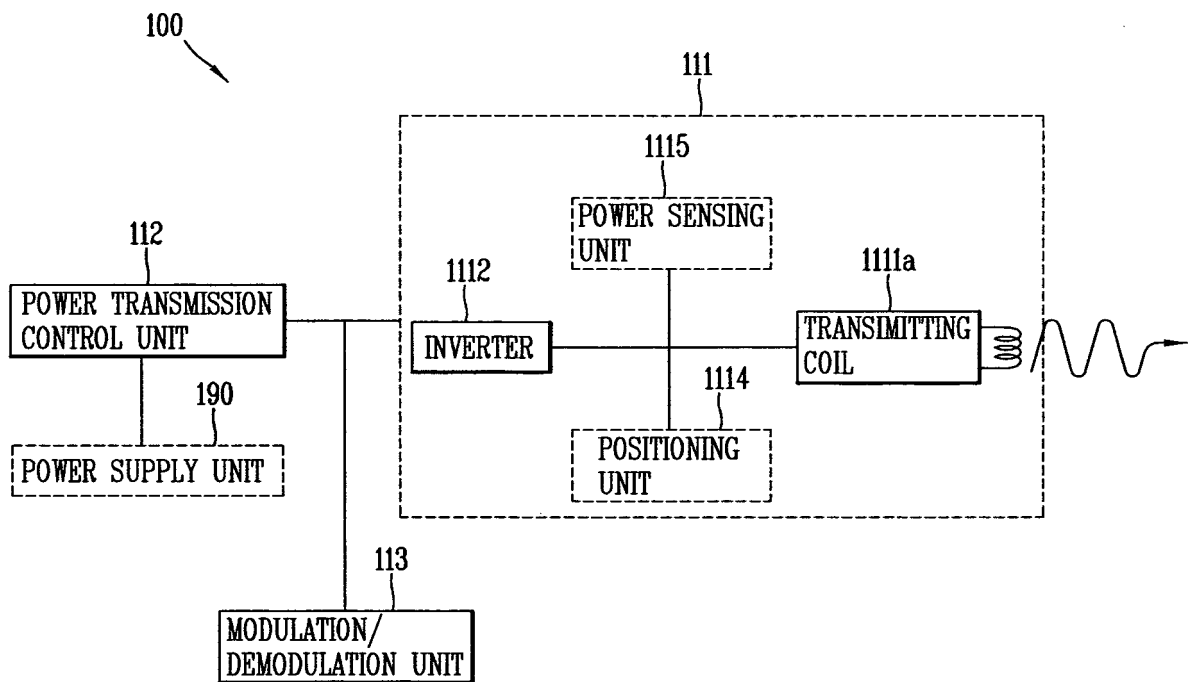 100
111
1115
POWER SENSING
UNIT
112
POWER TRANSMISSION
CONTROL UNIT
1112
INVERTER
1111a
TRANSIMITTING
COIL
190
POWER SUPPLY UNIT
1114
POSITIONING
UNIT
113
MODULATION/
DEMODULATION UNIT